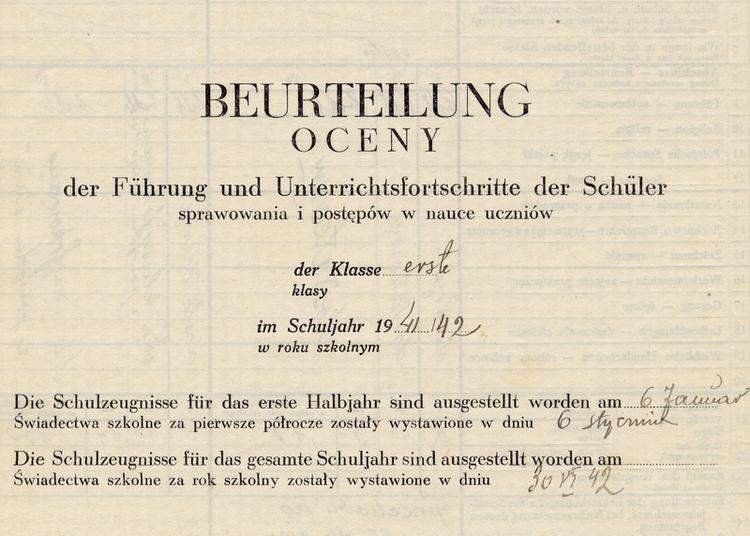 BEURTEILUNG
OCENY
der Führung und Unterrichtsfortschritte der Schüler
sprawowania i postępów w nauce uczniów
der Klasse erste
klasy
im Schuljahr 1941/42
w roku szkolnym
Die Schulzeugnisse für das erste Halbjahr sind ausgestellt worden am 6 Januar
Świadectwa szkolne za pierwsze półrocze zostały wystawione w dniu 6 stycznia
Die Schulzeugnisse für das gesamte Schuljahr sind ausgestellt worden am
Świadectwa szkolne za rok szkolny zostały wystawione w dniu 30 VI 42